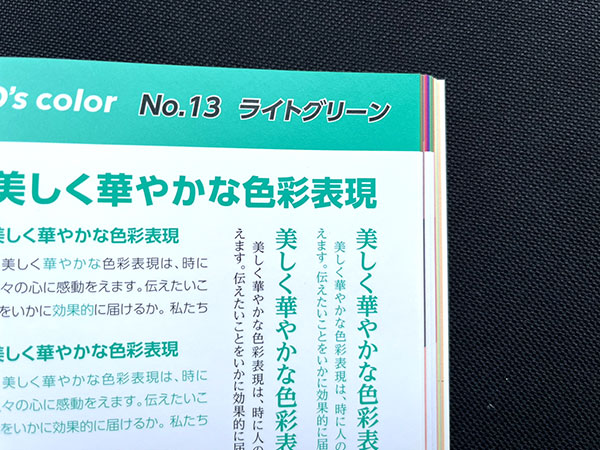 's color No.13 ライトグリーン
美しく華やかな色彩表現
美しく華やかな色彩表現
美しく華やかな色彩表現は、時に
々の心に感動をえます。伝えたいこ
をいかに効果的に届けるか。私たち
美しく華やかな色彩表現
美しく華やかな色彩表現は、時に
々の心に感動をえます。伝えたいこ
をいかに効果的に届けるか。私たち
美しく華やかな色彩表
美しく華やかな色彩表現は、時に人の
えます。伝えたいことをいかに効果的に届
美しく華やかな色彩表
美しく華やかな色彩表現は、時に人の
えます。伝えたいことをいかに効果的に届